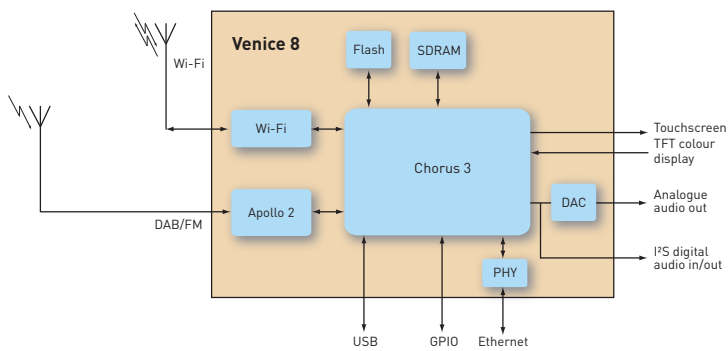 Venice 8
Flash
SDRAM
Wi-Fi
Wi-Fi
Chorus 3
Touchscreen
TFT colour
display
Apollo 2
DAC
Analogue
audio out
DAB/FM
I²S digital
audio in/out
PHY
USB
GPIO
Ethernet